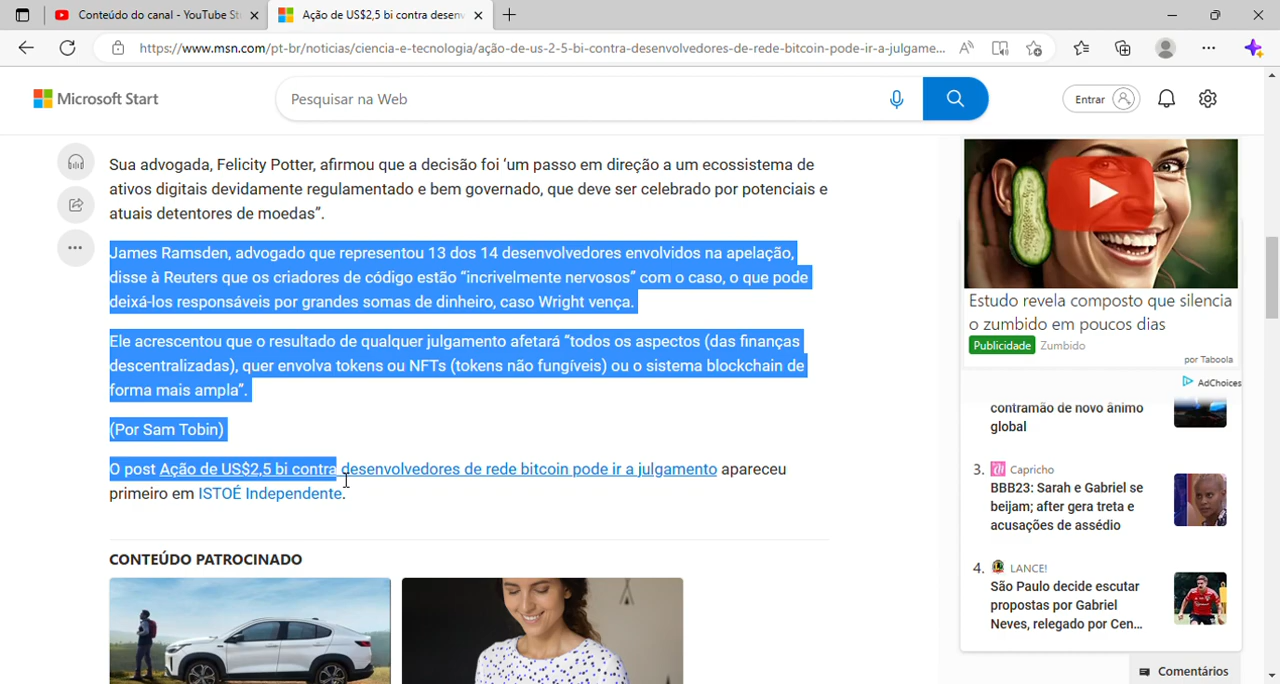 Conteúdo do canal - YouTube St
Ação de US$2,5 bi contra desenv
https://www.msn.com/pt-br/noticias/ciencia-e-tecnologia/ação-de-us-2-5-bi-contra-desenvolvedores-de-rede-bitcoin-pode-ir-a-julgame...
Microsoft Start
Pesquisar na Web
Entrar
Sua advogada, Felicity Potter, afirmou que a decisão foi ‘um passo em direção a um ecossistema de
ativos digitais devidamente regulamentado e bem governado, que deve ser celebrado por potenciais e
atuais detentores de moedas”.
James Ramsden, advogado que representou 13 dos 14 desenvolvedores envolvidos na apelação,
disse à Reuters que os criadores de código estão “incrivelmente nervosos” com o caso, o que pode
deixá-los responsáveis por grandes somas de dinheiro, caso Wright vença.
Ele acrescentou que o resultado de qualquer julgamento afetará “todos os aspectos (das finanças
descentralizadas), quer envolva tokens ou NFTs (tokens não fungíveis) ou o sistema blockchain de
forma mais ampla”.
(Por Sam Tobin)
O post Ação de US$2,5 bi contra desenvolvedores de rede bitcoin pode ir a julgamento apareceu
primeiro em ISTOÉ Independente.
CONTEÚDO PATROCINADO
Estudo revela composto que silencia
o zumbido em poucos dias
Publicidade Zumbido
por Taboola
AdChoices
contramão de novo ânimo
global
3. Capricho
BBB23: Sarah e Gabriel se
beijam; after gera treta e
acusações de assédio
4. LANCE!
São Paulo decide escutar
propostas por Gabriel
Neves, relegado por Cen...
Comentários